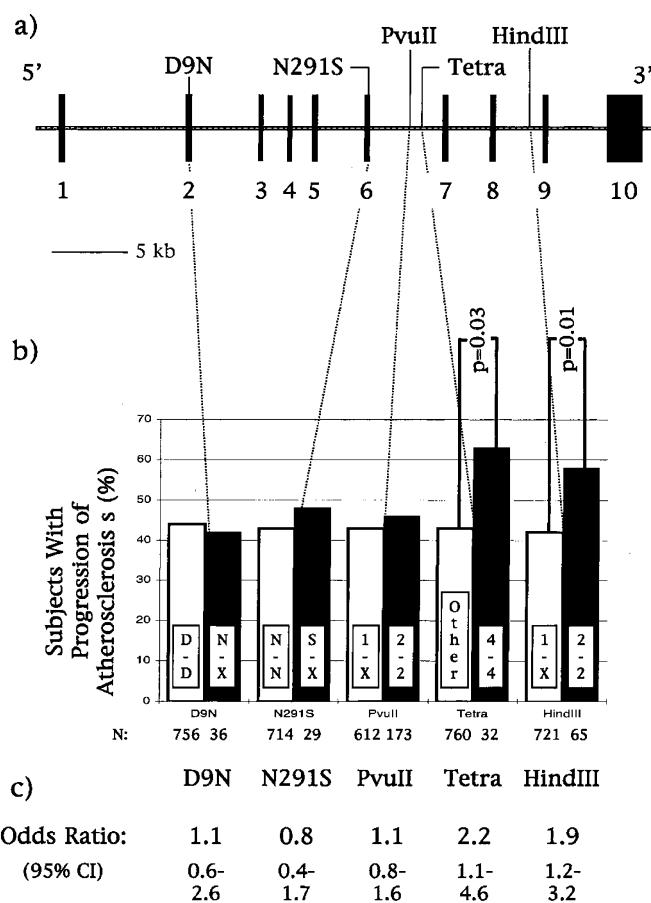 a)
PvuII HindIII
D9N N291S Tetra
5' 3'
1 2 3 4 5 6 7 8 9 10
5 kb
b)
p=0.03 p=0.01
Subjects With
Progression of
Atherosclerosis s (%)
70
60
50
40
30
20
10
0
D-D N-X N-N S-X 1-X 2-2 Other 4-4 1-X 2-2
D9N N291S PvuII Tetra HindIII
N: 756 36 714 29 612 173 760 32 721 65
c)
D9N N291S PvuII Tetra HindIII
Odds Ratio: 1.1 0.8 1.1 2.2 1.9
(95% CI) 0.6- 0.4- 0.8- 1.1- 1.2-
2.6 1.7 1.6 4.6 3.2